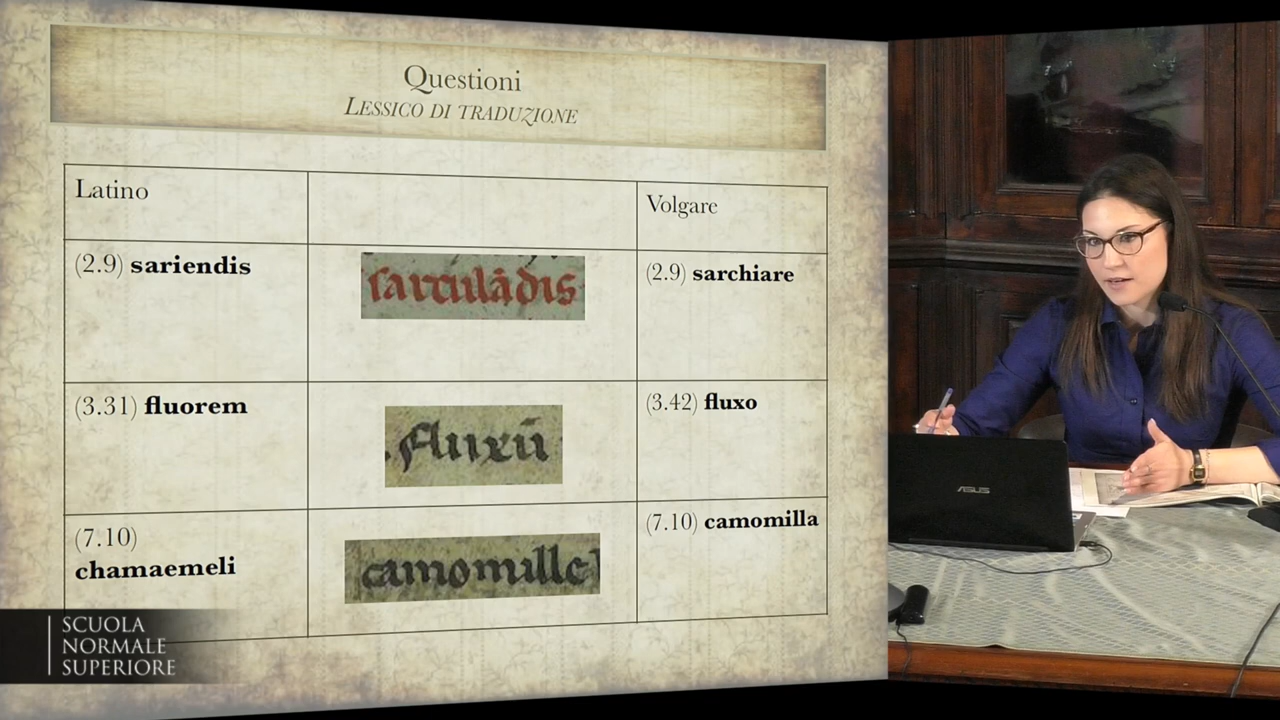 Questioni
LESSICO DI TRADUZIONE
Latino
Volgare
(2.9) sariendis
sarculãdis
(2.9) sarchiare
(3.31) fluorem
.fluxū
(3.42) fluxo
(7.10)
chamaemeli
camomille
(7.10) camomilla
SCUOLA
NORMALE
SUPERIORE
ASUS